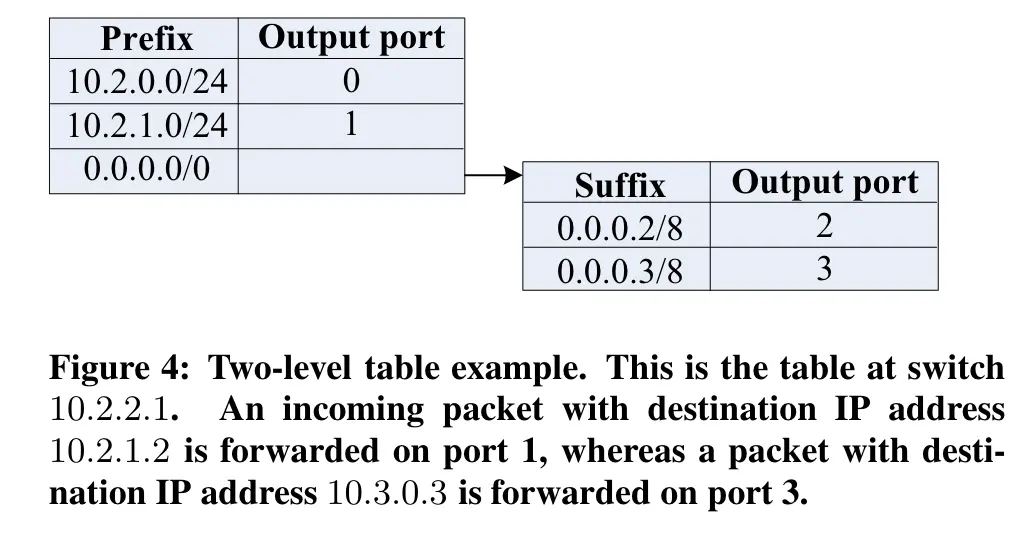 Prefix Output port
10.2.0.0/24 0
10.2.1.0/24 1
0.0.0.0/0
Suffix Output port
0.0.0.2/8 2
0.0.0.3/8 3
Figure 4: Two-level table example. This is the table at switch
10.2.2.1. An incoming packet with destination IP address
10.2.1.2 is forwarded on port 1, whereas a packet with desti-
nation IP address 10.3.0.3 is forwarded on port 3.